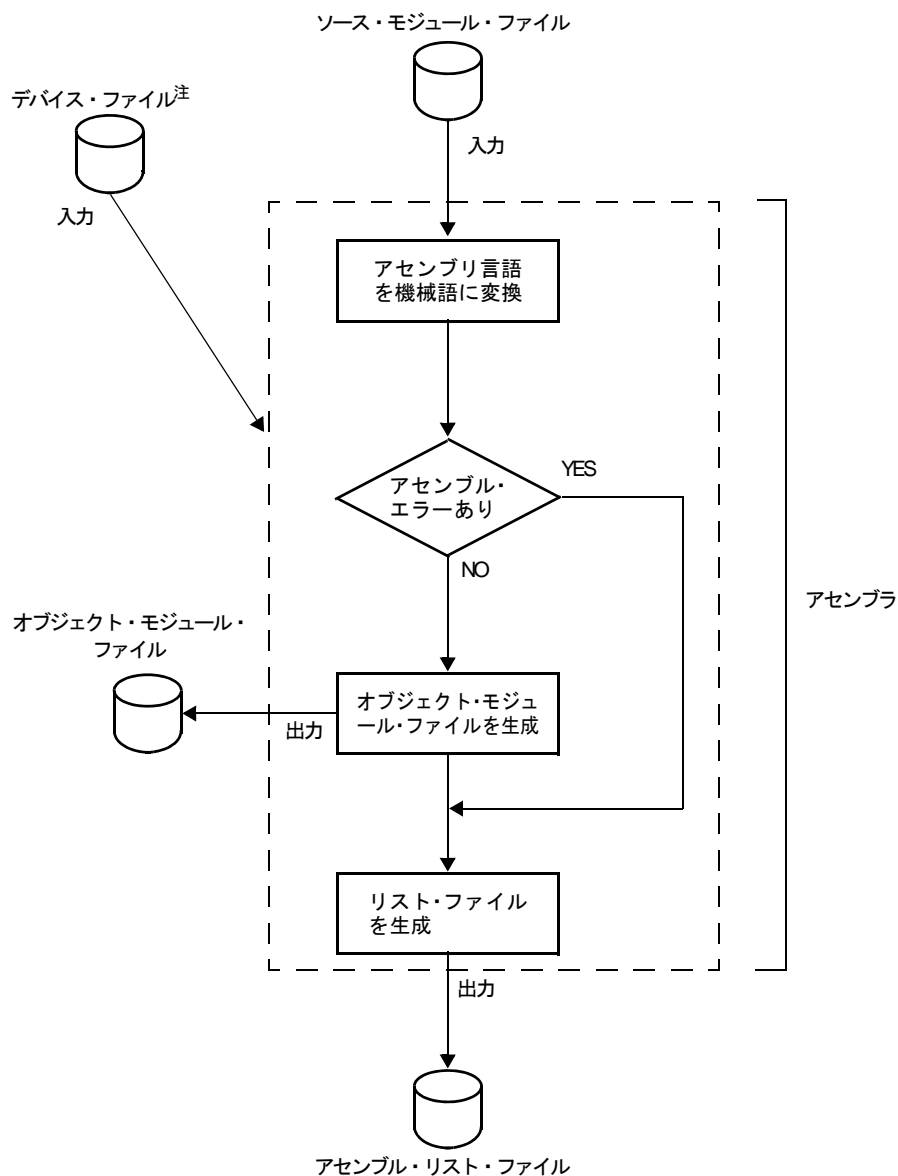 ソース・モジュール・ファイル
デバイス・ファイル注
入力
入力
アセンブリ言語
を機械語に変換
アセンブル・
エラーあり
YES
NO
アセンブラ
オブジェクト・モジュール・
ファイル
オブジェクト・モジュ
ール・ファイルを生成
出力
リスト・ファイル
を生成
出力
アセンブル・リスト・ファイル